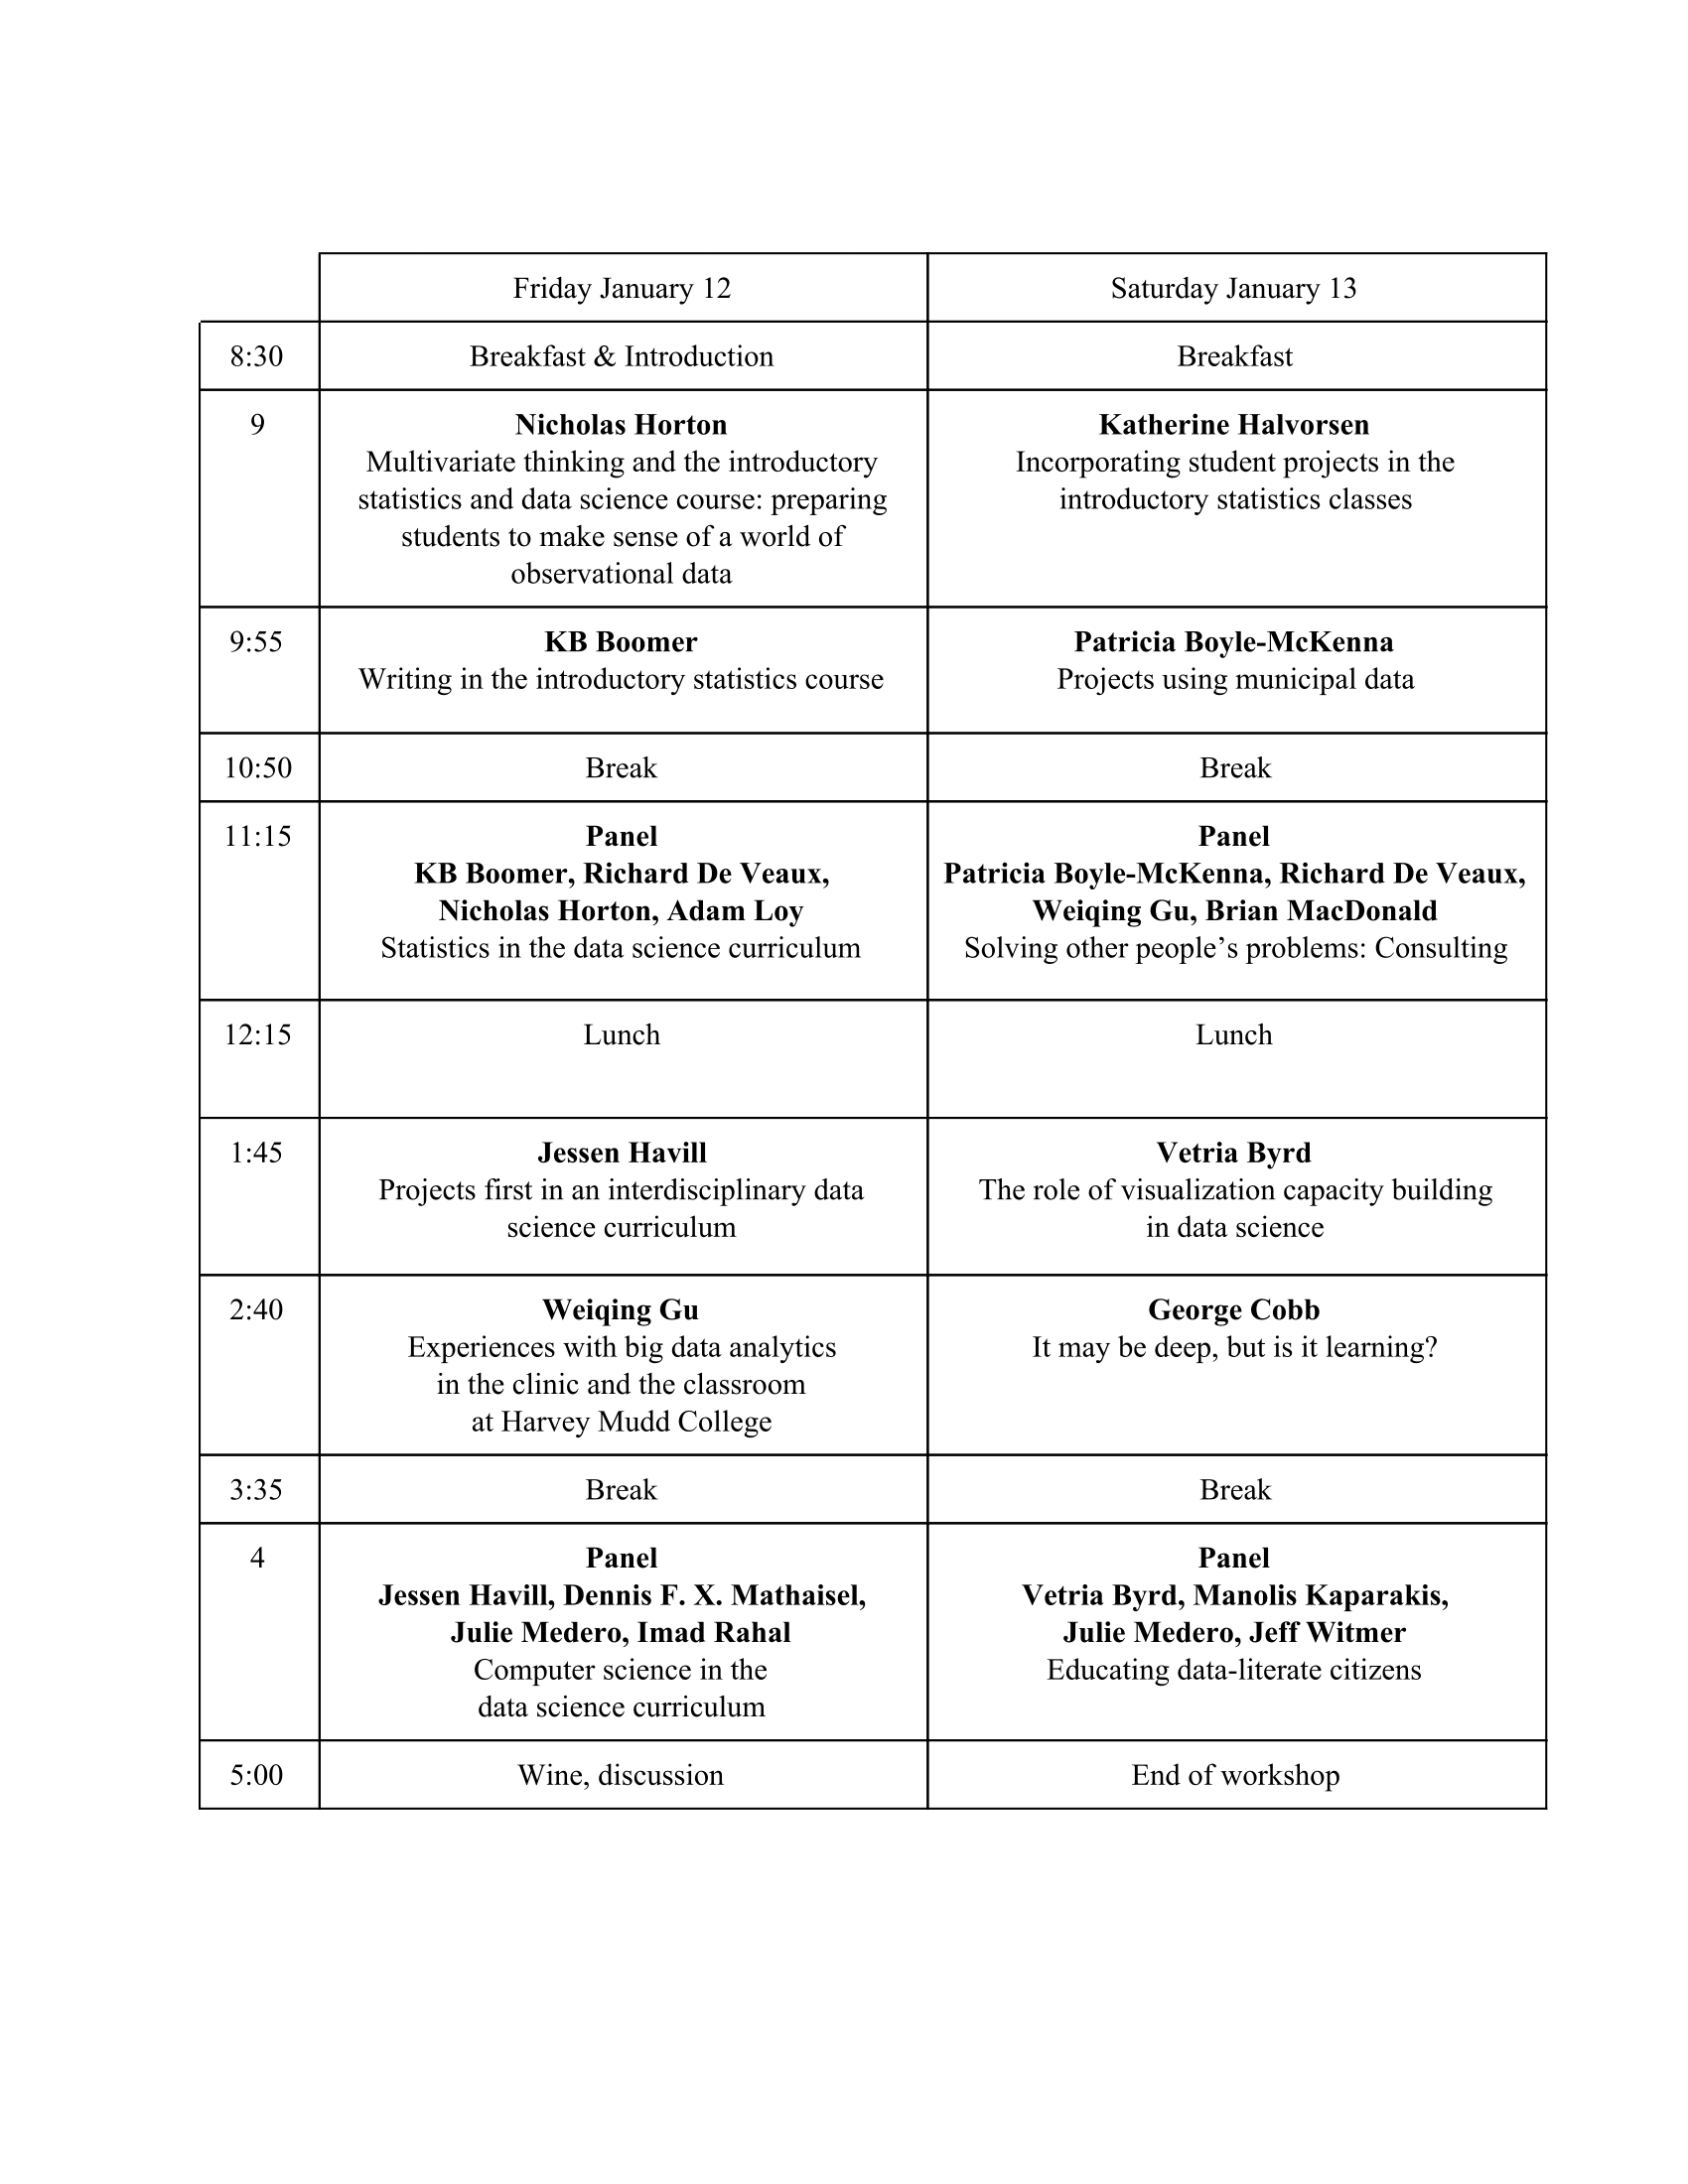 Friday January 12
Saturday January 13
8:30
Breakfast & Introduction
Breakfast
9
Nicholas Horton
Multivariate thinking and the introductory
statistics and data science course: preparing
students to make sense of a world of
observational data
Katherine Halvorsen
Incorporating student projects in the
introductory statistics classes
9:55
KB Boomer
Writing in the introductory statistics course
Patricia Boyle-McKenna
Projects using municipal data
10:50
Break
Break
11:15
Panel
KB Boomer, Richard De Veaux,
Nicholas Horton, Adam Loy
Statistics in the data science curriculum
Panel
Patricia Boyle-McKenna, Richard De Veaux,
Weiqing Gu, Brian MacDonald
Solving other people’s problems: Consulting
12:15
Lunch
Lunch
1:45
Jessen Havill
Projects first in an interdisciplinary data
science curriculum
Vetria Byrd
The role of visualization capacity building
in data science
2:40
Weiqing Gu
Experiences with big data analytics
in the clinic and the classroom
at Harvey Mudd College
George Cobb
It may be deep, but is it learning?
3:35
Break
Break
4
Panel
Jessen Havill, Dennis F. X. Mathaisel,
Julie Medero, Imad Rahal
Computer science in the
data science curriculum
Panel
Vetria Byrd, Manolis Kaparakis,
Julie Medero, Jeff Witmer
Educating data-literate citizens
5:00
Wine, discussion
End of workshop